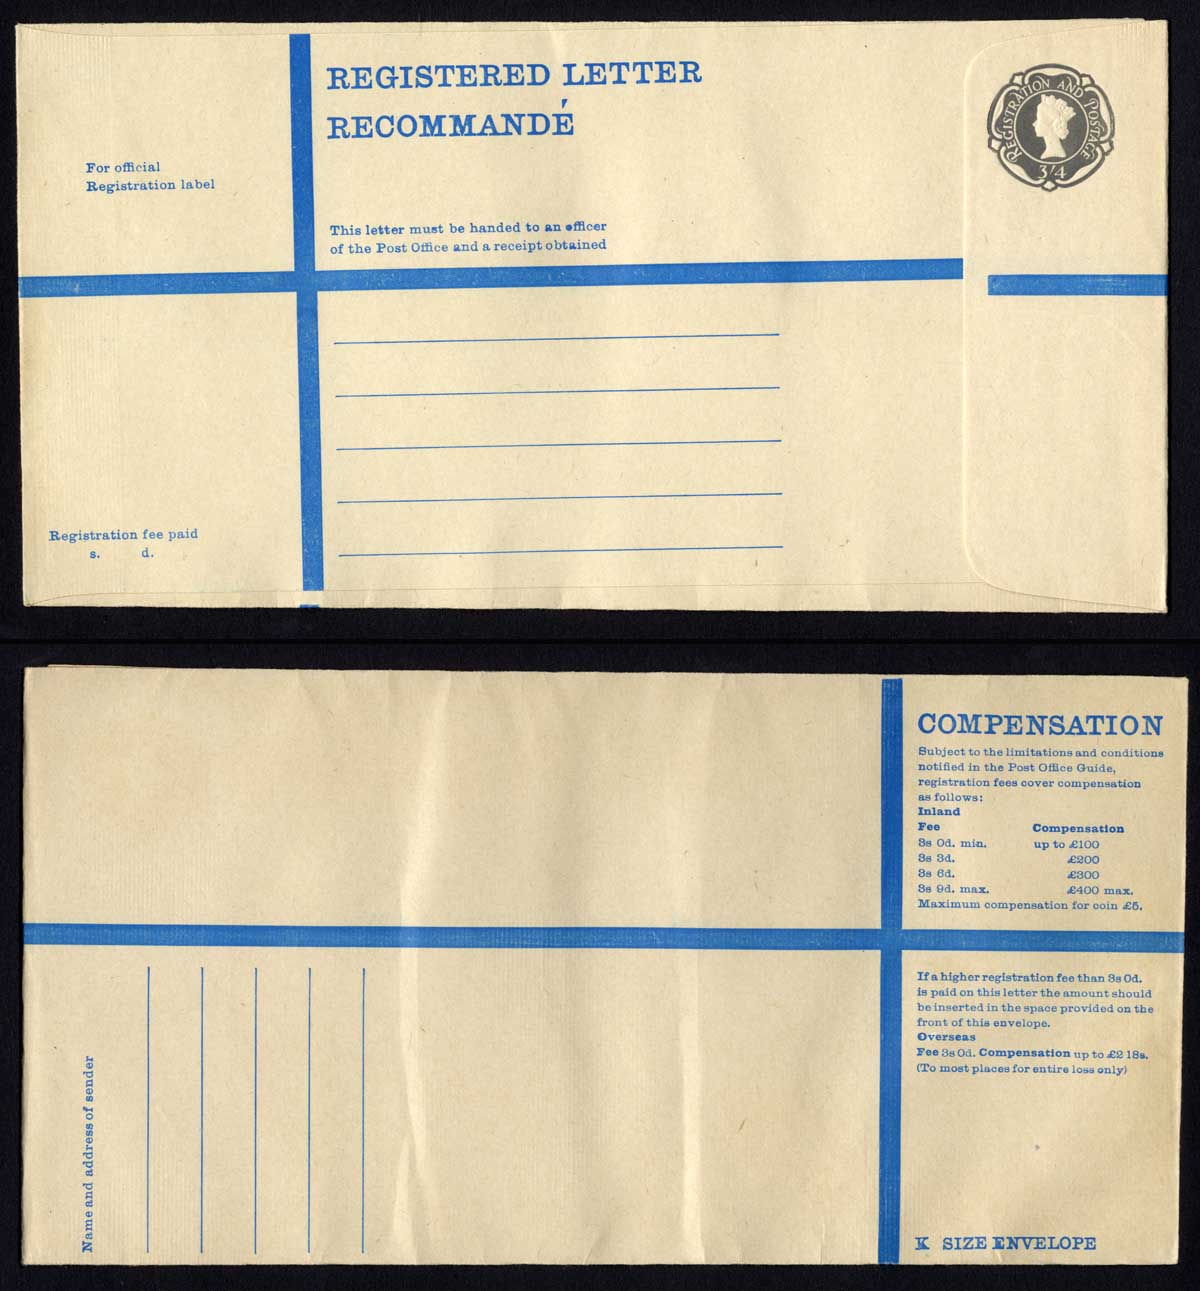 REGISTERED LETTER
RECOMMANDÉ
REGISTRATION AND POSTAGE
3/4
For official
Registration label
This letter must be handed to an officer
of the Post Office and a receipt obtained
Registration fee paid
s. d.
COMPENSATION
Subject to the limitations and conditions
notified in the Post Office Guide,
registration fees cover compensation
as follows:
Inland
Fee Compensation
3s 0d. min. up to £100
3s 3d. £200
3s 6d. £300
3s 9d. max. £400 max.
Maximum compensation for coin £5.
If a higher registration fee than 3s 0d.
is paid on this letter the amount should
be inserted in the space provided on the
front of this envelope.
Overseas
Fee 3s 0d. Compensation up to £2 18s.
(To most places for entire loss only)
Name and address of sender
K SIZE ENVELOPE